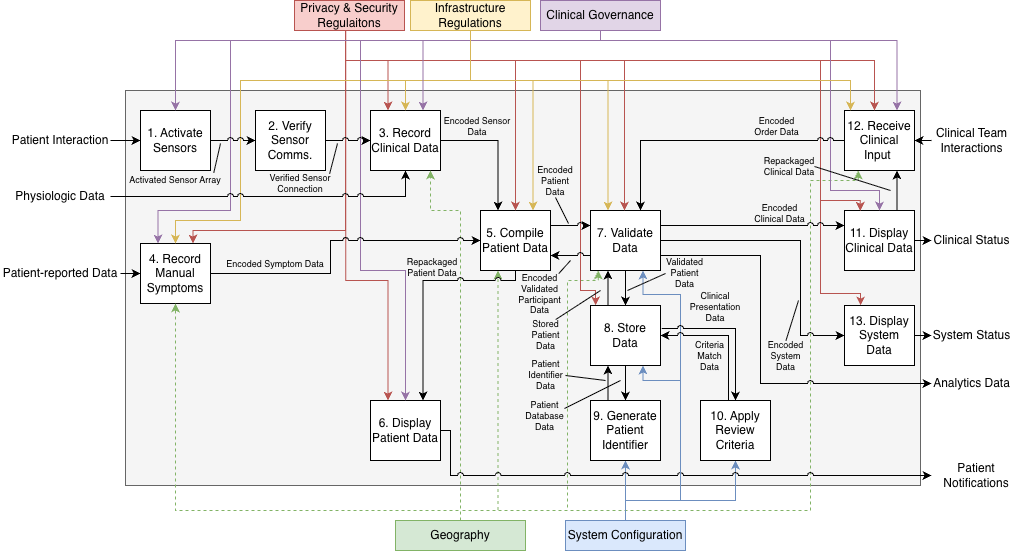 Privacy & Security
Regulaitons
Infrastructure
Regulations
Clinical Governance
Patient Interaction
1. Activate
Sensors
2. Verify
Sensor
Comms.
3. Record
Clinical Data
Encoded Sensor
Data
Encoded
Order Data
12. Receive
Clinical
Input
Clinical Team
Interactions
Activated Sensor Array
Verified Sensor
Connection
Encoded
Patient
Data
Repackaged
Clinical Data
Physiologic Data
5. Compile
Patient Data
7. Validate
Data
Encoded
Clinical Data
11. Display
Clinical Data
Clinical Status
Patient-reported Data
4. Record
Manual
Symptoms
Encoded Symptom Data
Repackaged
Patient Data
Encoded
Validated
Participant
Data
Validated
Patient
Data
Stored
Patient
Data
8. Store
Data
Clinical
Presentation
Data
Criteria
Match
Data
Encoded
System
Data
13. Display
System
Data
System Status
Patient
Identifier
Data
Analytics Data
Patient
Database
Data
6. Display
Patient Data
9. Generate
Patient
Identifier
10. Apply
Review
Criteria
Patient
Notifications
Geography
System Configuration